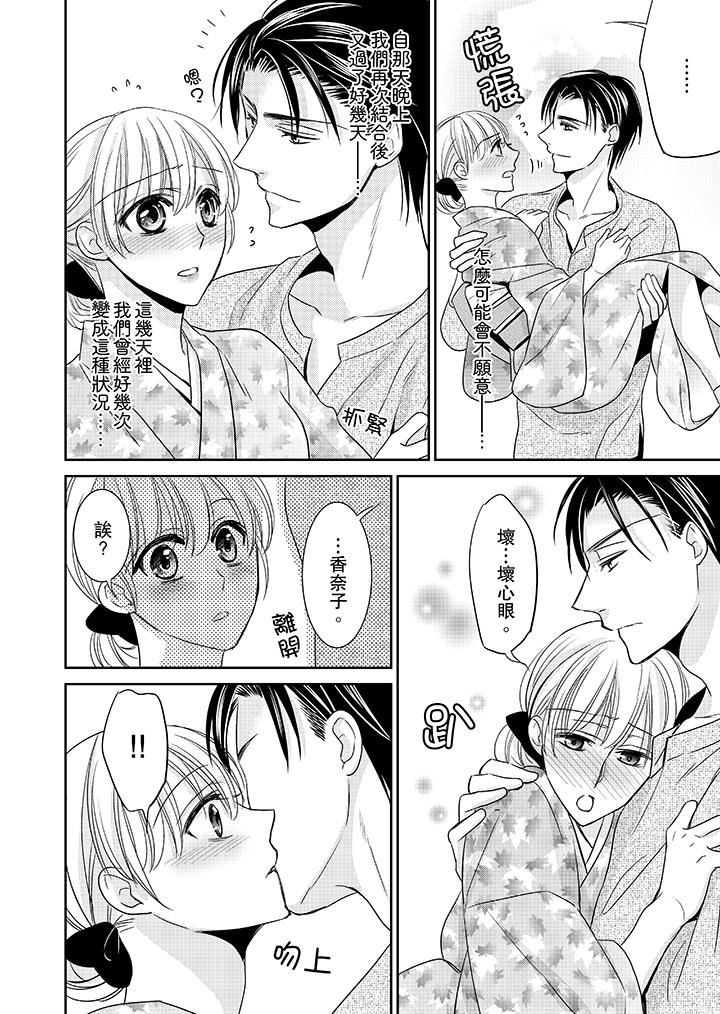 ……
慌張
怎麼可能會不願意……
自那天晚上
我們再次結合後
又過了好幾天……
嗯?
這幾天裡
我們曾經好幾次
變成這種狀況……
抓緊
壞…壞心眼。
趴
…香奈子。
誒?
離開
!!
吻上